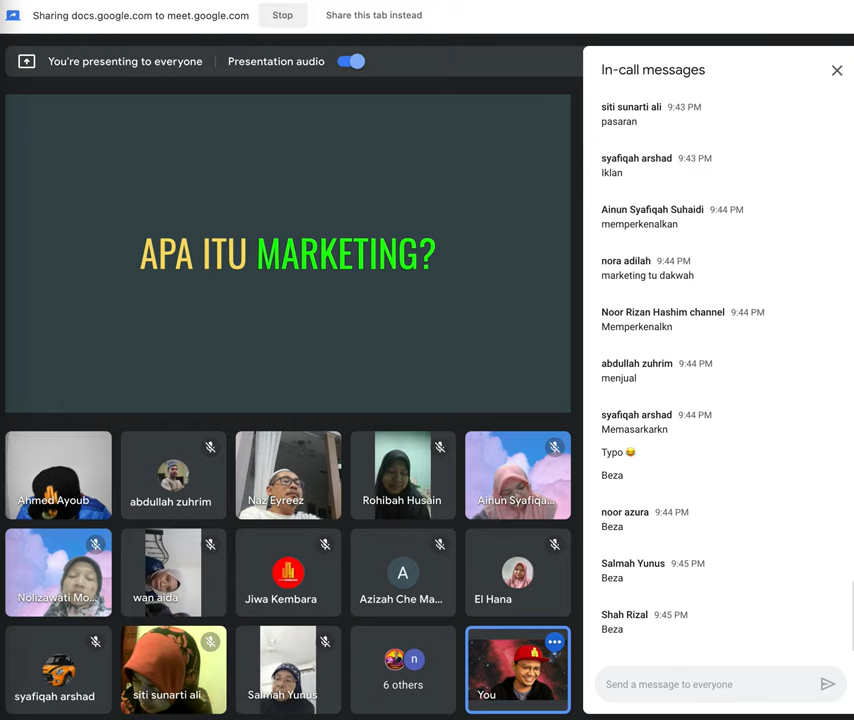 Sharing docs.google.com to meet.google.com
Stop
Share this tab instead
You're presenting to everyone
Presentation audio
In-call messages
APA ITU MARKETING?
siti sunarti ali 9:43 PM
pasaran
syafiqah arshad 9:43 PM
Iklan
Ainun Syafiqah Suhaidi 9:44 PM
memperkenalkan
nora adilah 9:44 PM
marketing tu dakwah
Noor Rizan Hashim channel 9:44 PM
Memperkenalkn
abdullah zuhrim 9:44 PM
menjual
syafiqah arshad 9:44 PM
Memasarkarkn
Typo 😂
Beza
noor azura 9:44 PM
Beza
Salmah Yunus 9:45 PM
Beza
Shah Rizal 9:45 PM
Beza
Send a message to everyone
Ahmed Ayoub
abdullah zuhrim
Naz Eyreez
Rohibah Husain
Ainun Syafiqa...
Nolizawati Mo...
wan aida
Jiwa Kembara
A
Azizah Che Ma...
El Hana
syafiqah arshad
siti sunarti ali
Salmah Yunus
n
6 others
You